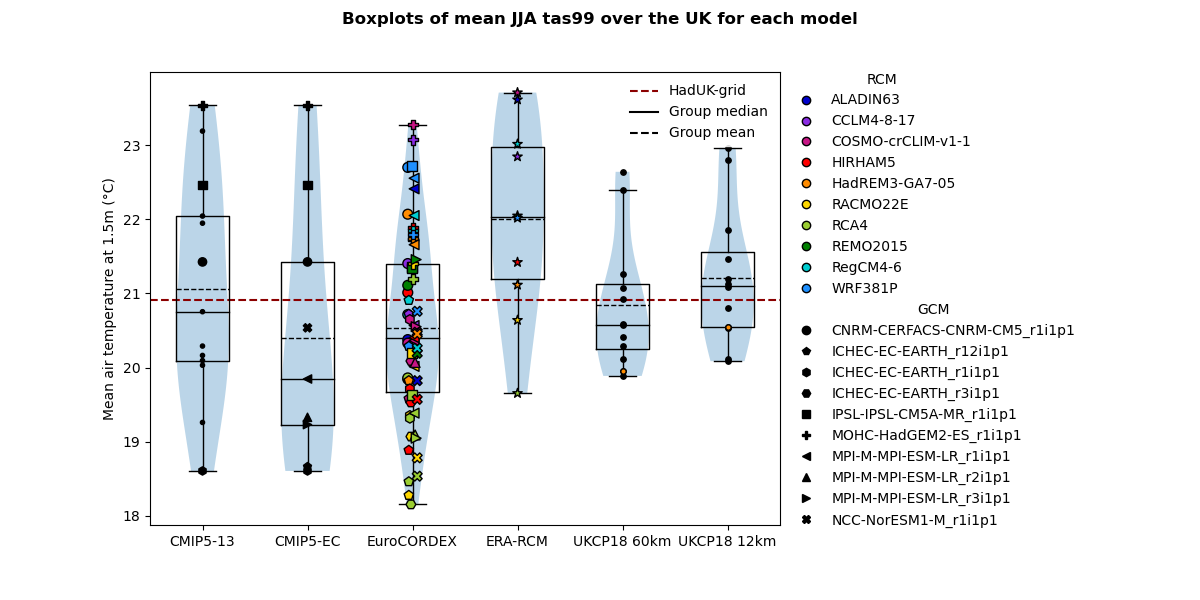 Boxplots of mean JJA tas99 over the UK for each model
Mean air temperature at 1.5m (°C)
23
22
21
20
19
18
CMIP5-13
CMIP5-EC
EuroCORDEX
ERA-RCM
UKCP18 60km
UKCP18 12km
HadUK-grid
Group median
Group mean
RCM
ALADIN63
CCLM4-8-17
COSMO-crCLIM-v1-1
HIRHAM5
HadREM3-GA7-05
RACMO22E
RCA4
REMO2015
RegCM4-6
WRF381P
GCM
CNRM-CERFACS-CNRM-CM5_r1i1p1
ICHEC-EC-EARTH_r12i1p1
ICHEC-EC-EARTH_r1i1p1
ICHEC-EC-EARTH_r3i1p1
IPSL-IPSL-CM5A-MR_r1i1p1
MOHC-HadGEM2-ES_r1i1p1
MPI-M-MPI-ESM-LR_r1i1p1
MPI-M-MPI-ESM-LR_r2i1p1
MPI-M-MPI-ESM-LR_r3i1p1
NCC-NorESM1-M_r1i1p1